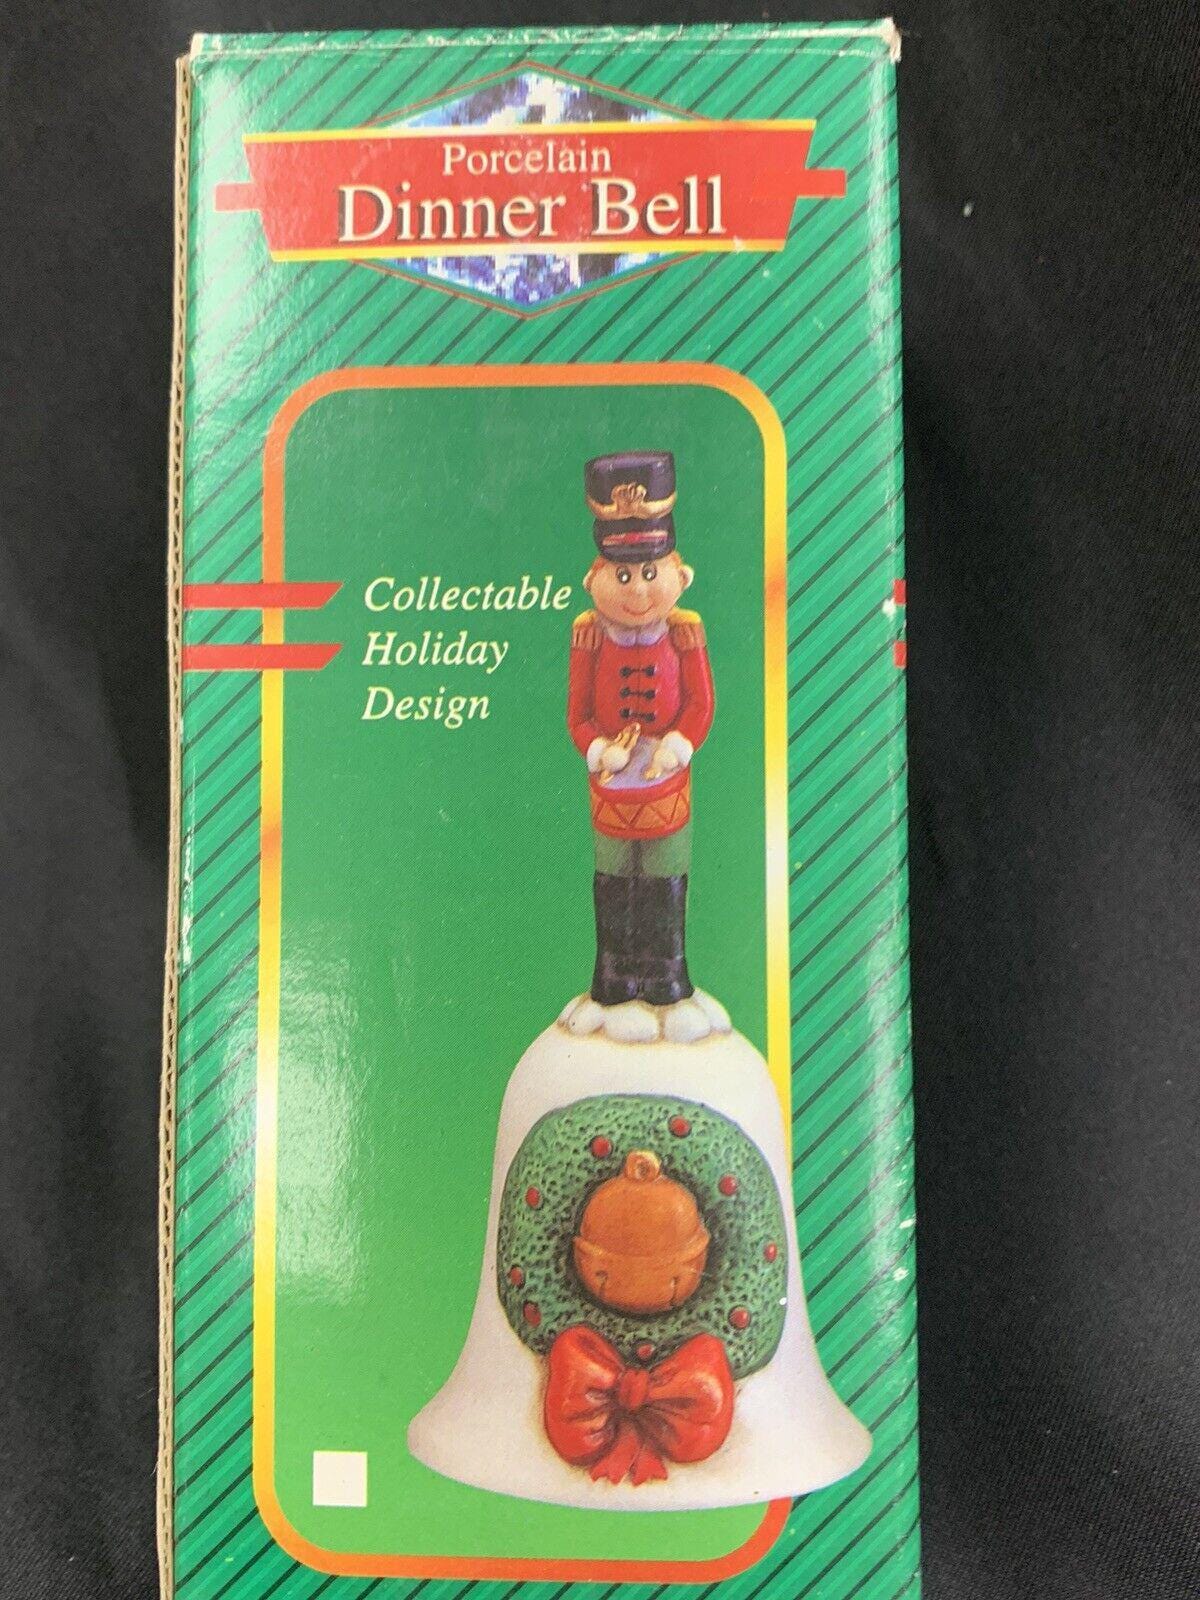 Porcelain
Dinner Bell
Collectable
Holiday
Design